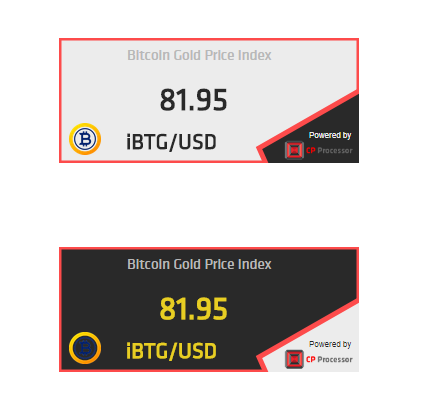 Bitcoin Gold Price Index
81.95
iBTG/USD
Powered by
CP Processor
Bitcoin Gold Price Index
81.95
iBTG/USD
Powered by
CP Processor